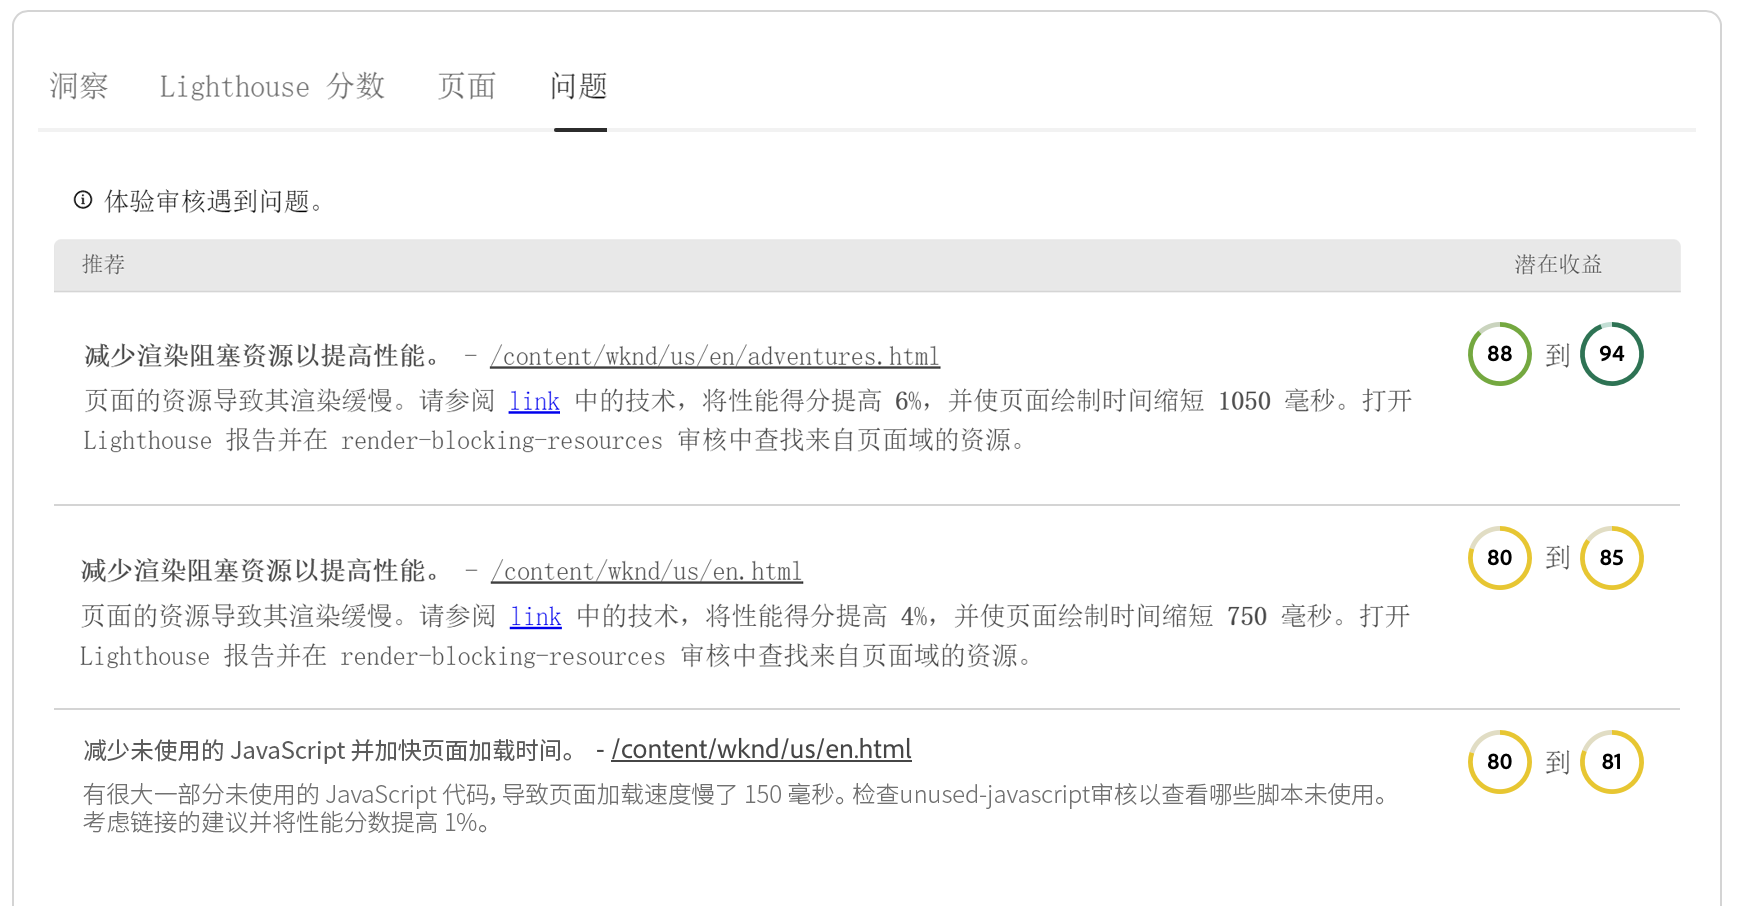 洞察 Lighthouse 分数 页面 问题
体验审核遇到问题。
推荐 潜在收益
减少渲染阻塞资源以提高性能。 - /content/wknd/us/en/adventures.html 88 到 94
页面的资源导致其渲染缓慢。请参阅 link 中的技术，将性能得分提高 6%，并使页面绘制时间缩短 1050 毫秒。打开
Lighthouse 报告并在 render-blocking-resources 审核中查找来自页面域的资源。
减少渲染阻塞资源以提高性能。 - /content/wknd/us/en.html 80 到 85
页面的资源导致其渲染缓慢。请参阅 link 中的技术，将性能得分提高 4%，并使页面绘制时间缩短 750 毫秒。打开
Lighthouse 报告并在 render-blocking-resources 审核中查找来自页面域的资源。
减少未使用的 JavaScript 并加快页面加载时间。 - /content/wknd/us/en.html 80 到 81
有很大一部分未使用的 JavaScript 代码，导致页面加载速度慢了 150 毫秒。检查unused-javascript审核以查看哪些脚本未使用。
考虑链接的建议并将性能分数提高 1%。